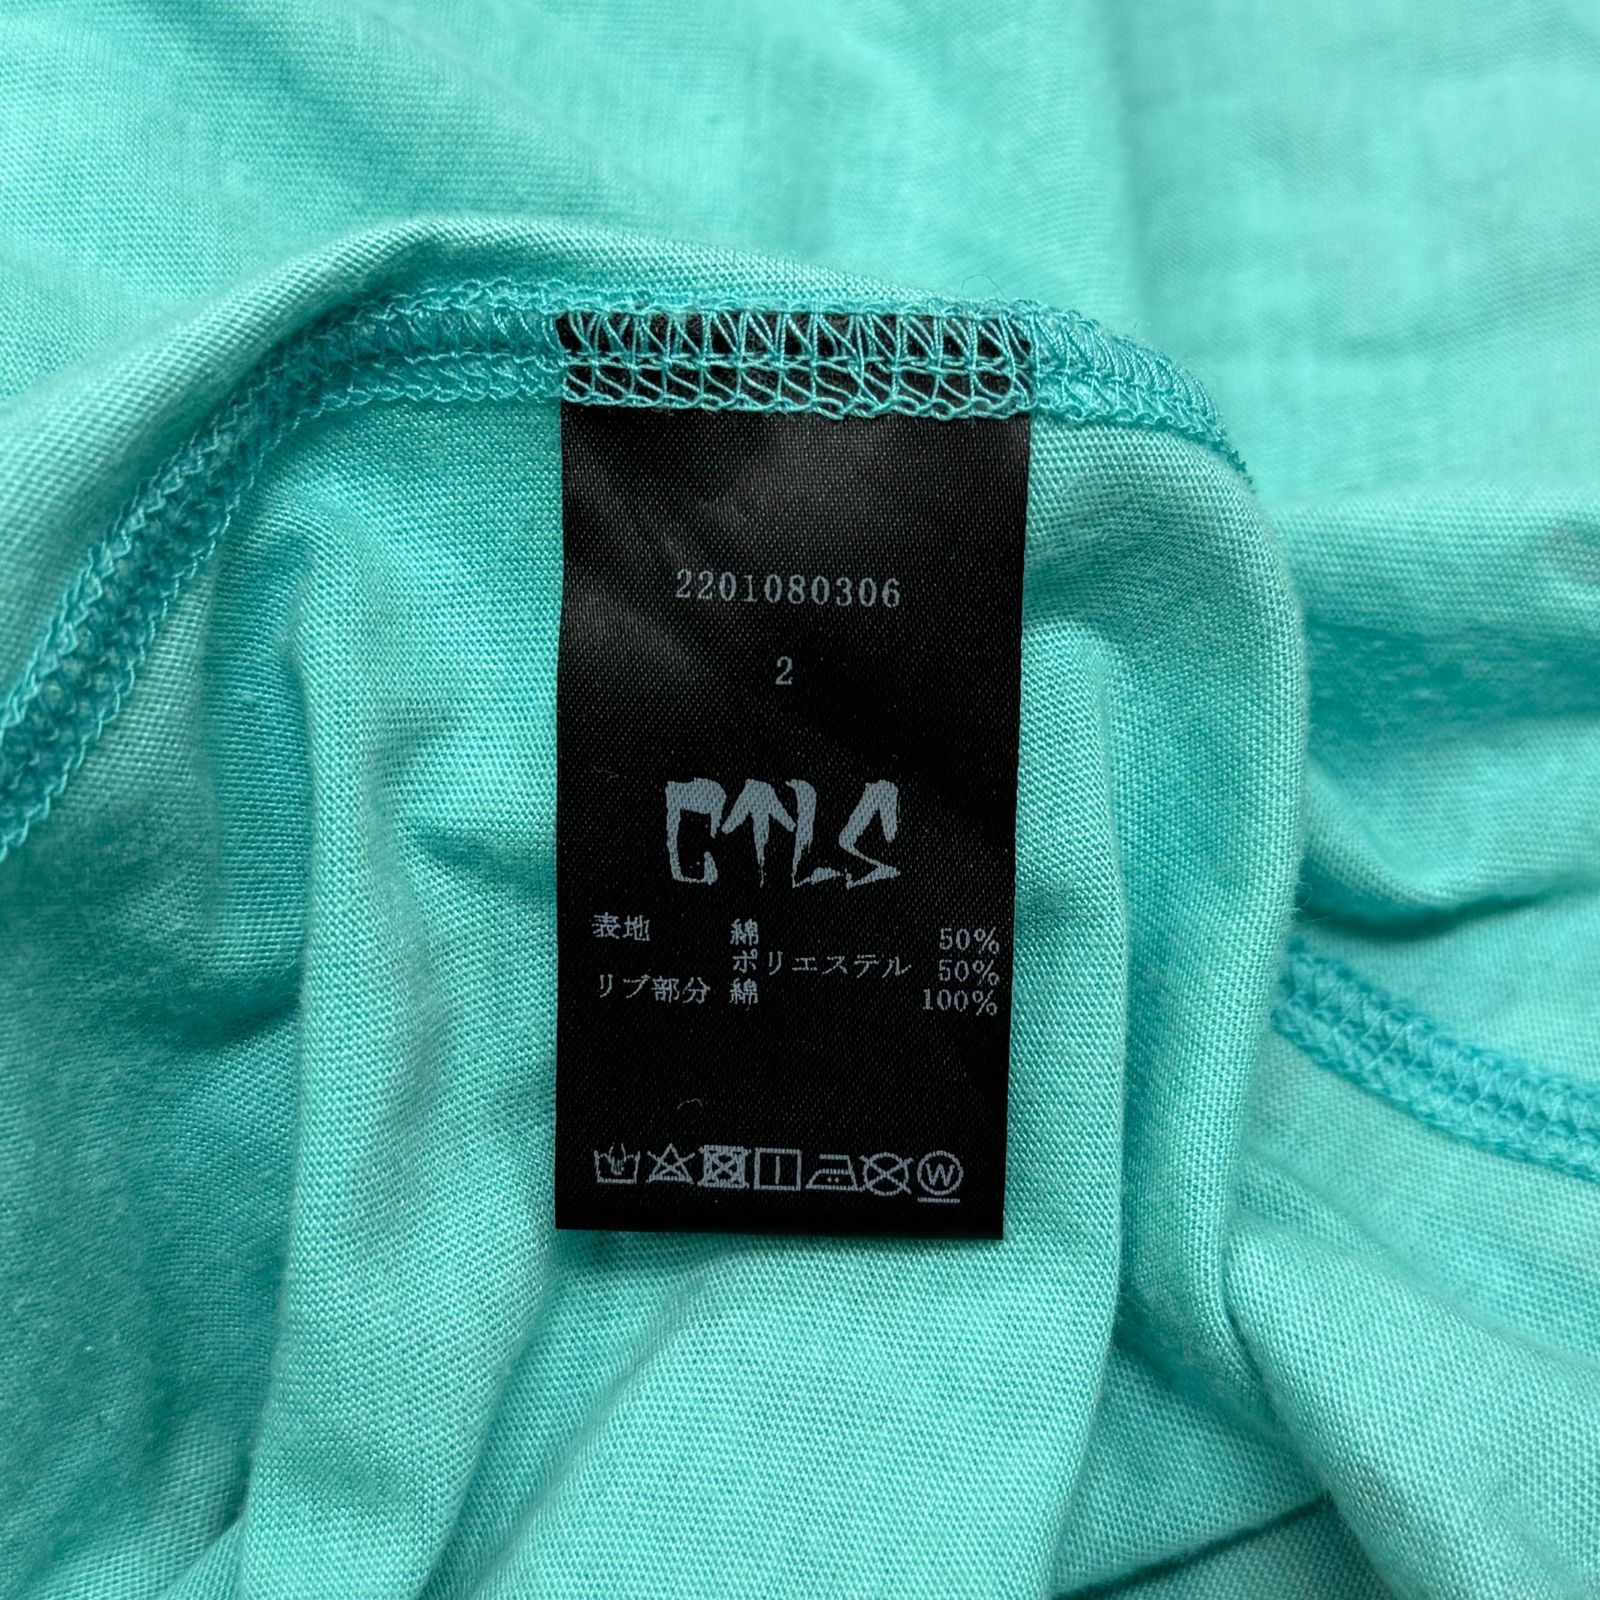 2201080306
2
CTLS
表地 綿 50%
ポリエステル 50%
リブ部分 綿 100%
W